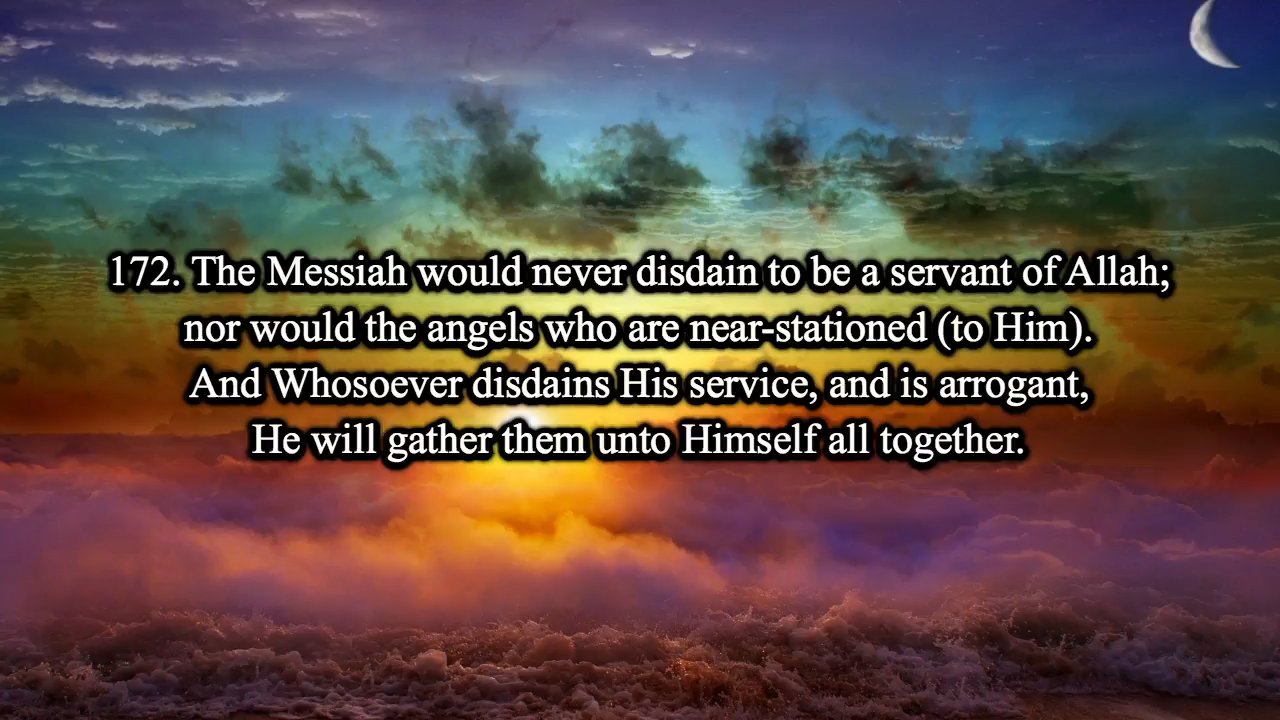 172. The Messiah would never disdain to be a servant of Allah;
nor would the angels who are near-stationed (to Him).
And Whosoever disdains His service, and is arrogant,
He will gather them unto Himself all together.